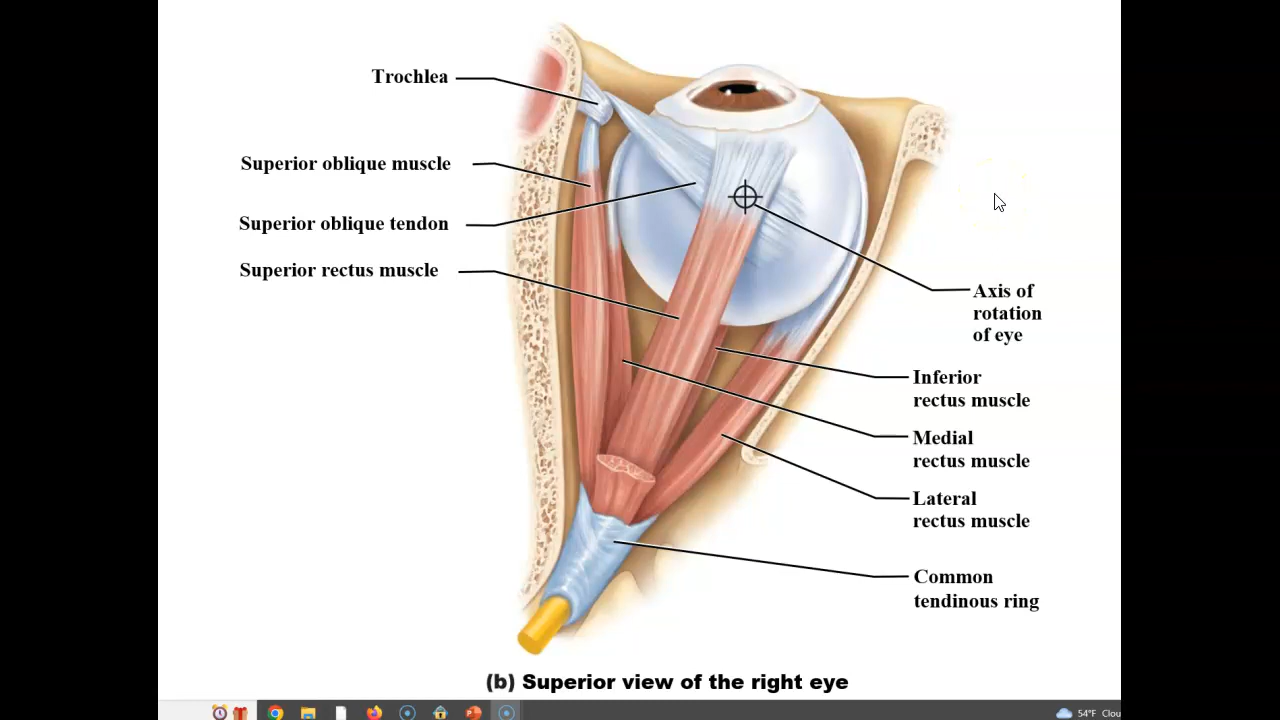 Trochlea
Superior oblique muscle
Superior oblique tendon
Superior rectus muscle
Axis of
rotation
of eye
Inferior
rectus muscle
Medial
rectus muscle
Lateral
rectus muscle
Common
tendinous ring
(b) Superior view of the right eye
54°F Clou